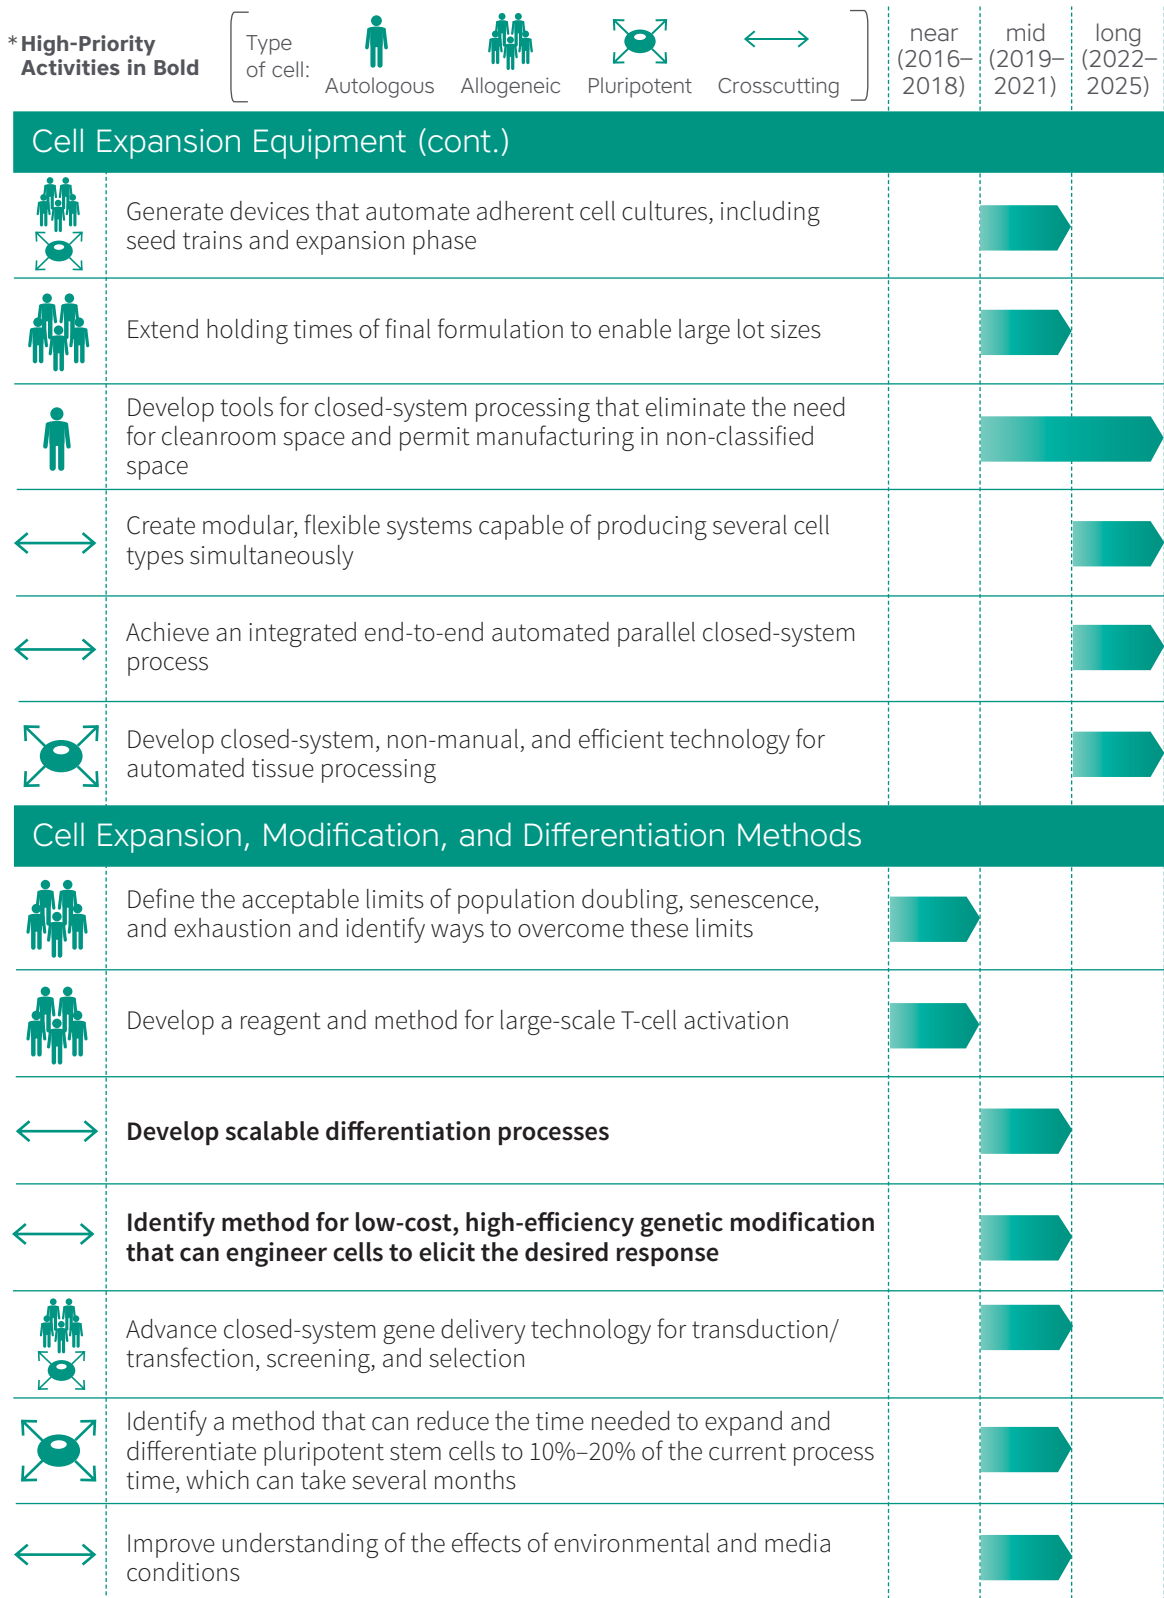 *High-Priority
Activities in Bold
Type
of cell:
Autologous
Allogeneic
Pluripotent
Crosscutting
near
(2016–
2018)
mid
(2019–
2021)
long
(2022–
2025)
Cell Expansion Equipment (cont.)
Generate devices that automate adherent cell cultures, including
seed trains and expansion phase
Extend holding times of final formulation to enable large lot sizes
Develop tools for closed-system processing that eliminate the need
for cleanroom space and permit manufacturing in non-classified
space
Create modular, flexible systems capable of producing several cell
types simultaneously
Achieve an integrated end-to-end automated parallel closed-system
process
Develop closed-system, non-manual, and efficient technology for
automated tissue processing
Cell Expansion, Modification, and Differentiation Methods
Define the acceptable limits of population doubling, senescence,
and exhaustion and identify ways to overcome these limits
Develop a reagent and method for large-scale T-cell activation
Develop scalable differentiation processes
Identify method for low-cost, high-efficiency genetic modification
that can engineer cells to elicit the desired response
Advance closed-system gene delivery technology for transduction/
transfection, screening, and selection
Identify a method that can reduce the time needed to expand and
differentiate pluripotent stem cells to 10%–20% of the current process
time, which can take several months
Improve understanding of the effects of environmental and media
conditions